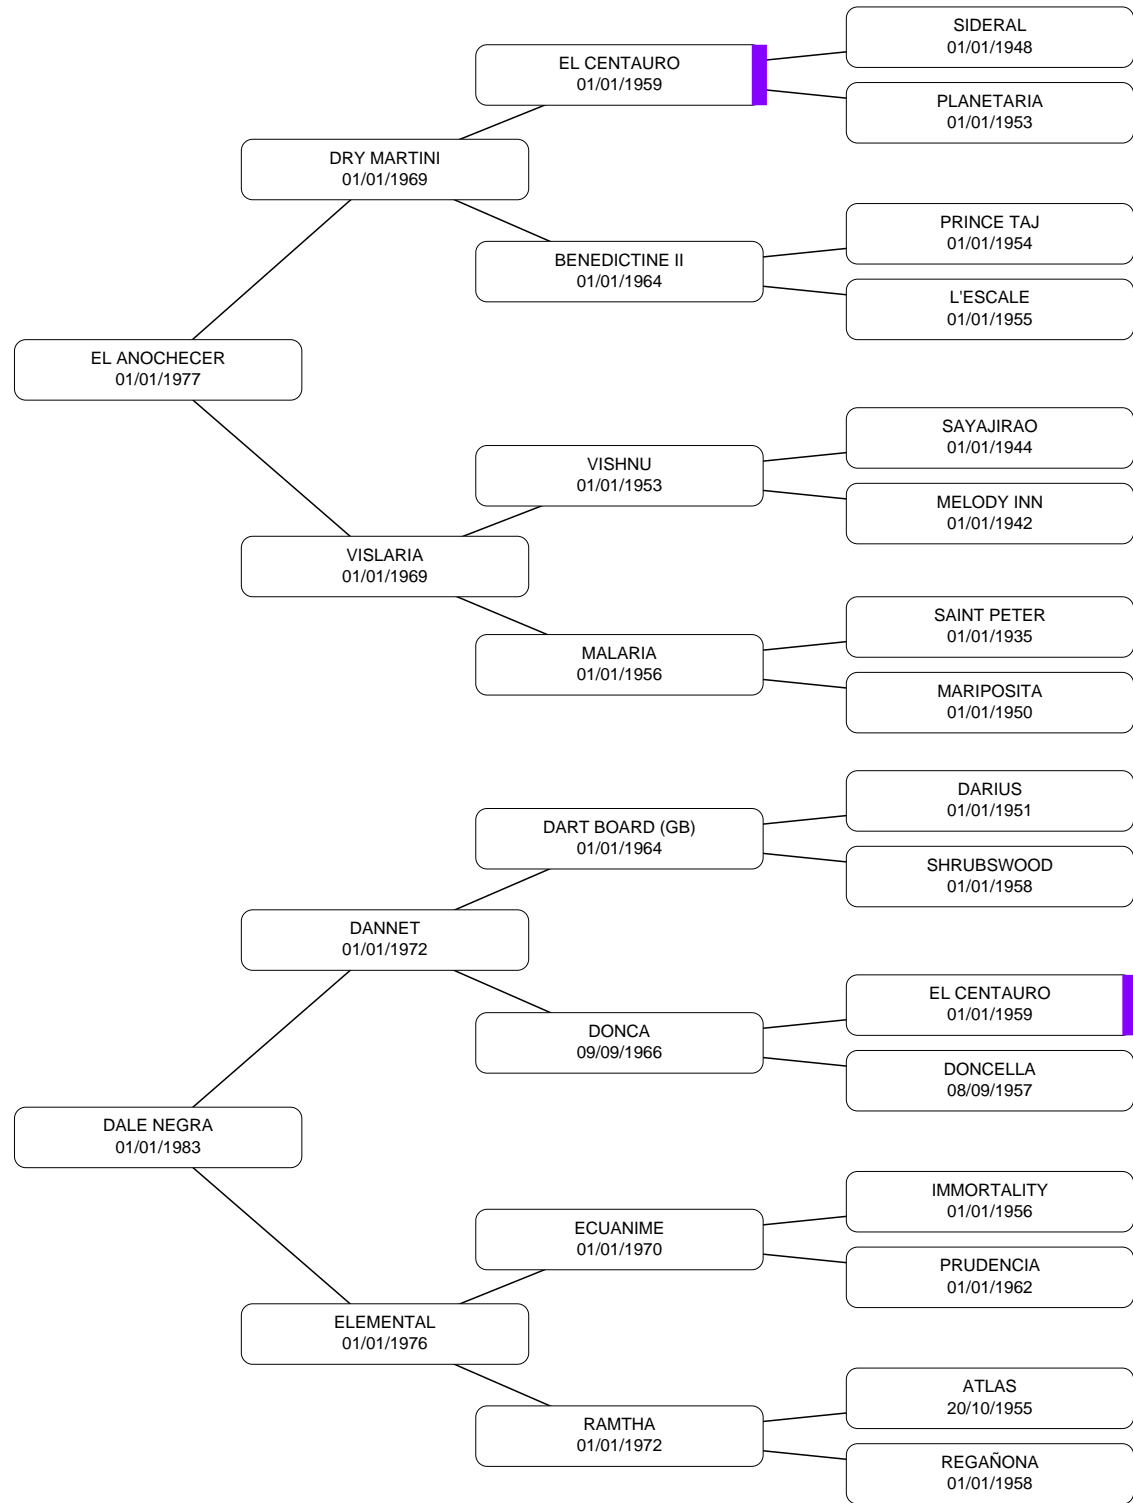 SIDERAL
01/01/1948
EL CENTAURO
01/01/1959
PLANETARIA
01/01/1953
DRY MARTINI
01/01/1969
PRINCE TAJ
01/01/1954
BENEDICTINE II
01/01/1964
L'ESCALE
01/01/1955
EL ANOCHECER
01/01/1977
SAYAJIRAO
01/01/1944
VISHNU
01/01/1953
MELODY INN
01/01/1942
VISLARIA
01/01/1969
SAINT PETER
01/01/1935
MALARIA
01/01/1956
MARIPOSITA
01/01/1950
DARIUS
01/01/1951
DART BOARD (GB)
01/01/1964
SHRUBSWOOD
01/01/1958
DANNET
01/01/1972
EL CENTAURO
01/01/1959
DONCA
09/09/1966
DONCELLA
08/09/1957
DALE NEGRA
01/01/1983
IMMORTALITY
01/01/1956
ECUANIME
01/01/1970
PRUDENCIA
01/01/1962
ELEMENTAL
01/01/1976
ATLAS
20/10/1955
RAMTHA
01/01/1972
REGAÑONA
01/01/1958